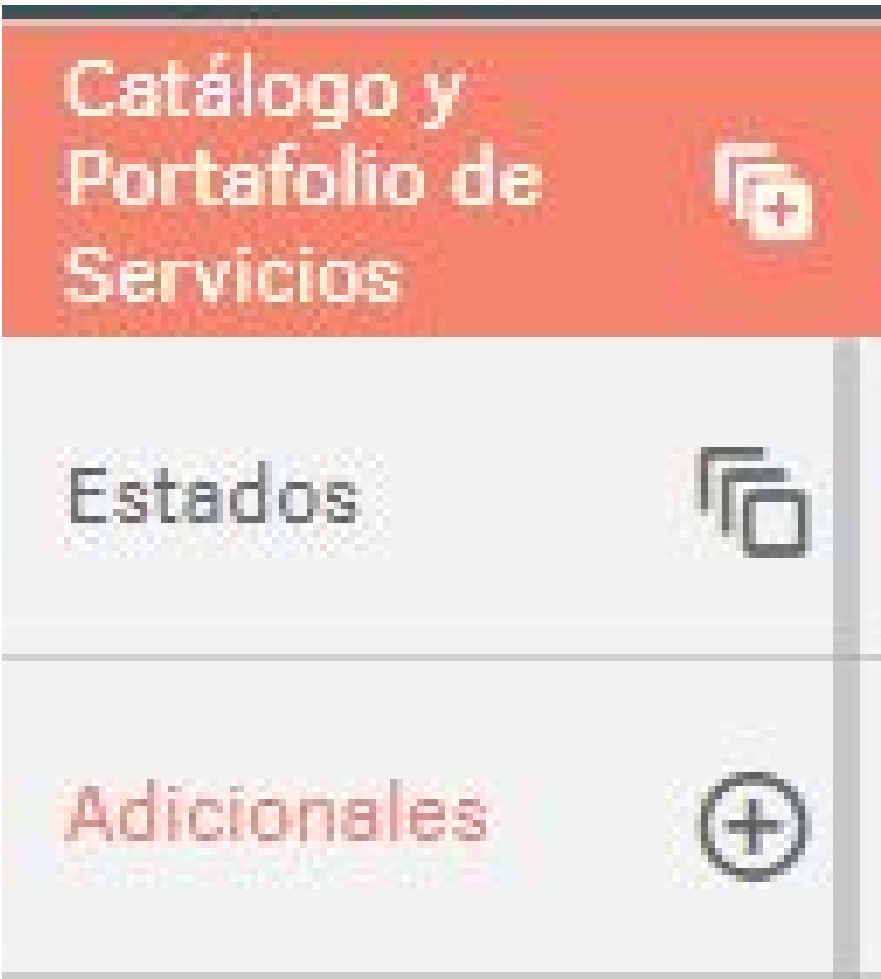 Catálogo y
Portafolio de
Servicios
Estados
Adicionales